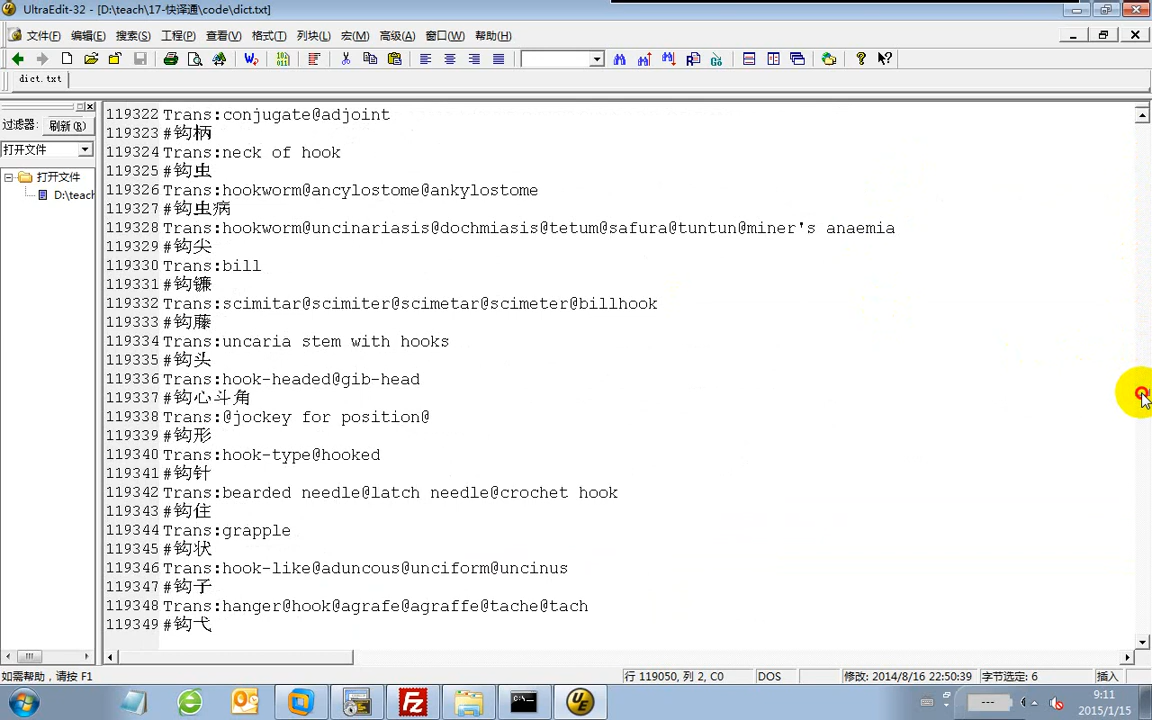 UltraEdit-32 - [D:\teach\17-快译通\code\dict.txt]
文件(F) 编辑(E) 搜索(S) 工程(P) 查看(V) 格式(T) 列块(L) 宏(M) 高级(A) 窗口(W) 帮助(H)
dict.txt
过滤器: 刷新(R)
打开文件
打开文件
D:\teach
119322 Trans:conjugate@adjoint
119323 #钩柄
119324 Trans:neck of hook
119325 #钩虫
119326 Trans:hookworm@ancylostome@ankylostome
119327 #钩虫病
119328 Trans:hookworm@uncinariasis@dochmiasis@tetum@safura@tuntun@miner's anaemia
119329 #钩尖
119330 Trans:bill
119331 #钩镰
119332 Trans:scimitar@scimiter@scimetar@scimeter@billhook
119333 #钩藤
119334 Trans:uncaria stem with hooks
119335 #钩头
119336 Trans:hook-headed@gib-head
119337 #钩心斗角
119338 Trans:@jockey for position@
119339 #钩形
119340 Trans:hook-type@hooked
119341 #钩针
119342 Trans:bearded needle@latch needle@crochet hook
119343 #钩住
119344 Trans:grapple
119345 #钩状
119346 Trans:hook-like@aduncous@unciform@uncinus
119347 #钩子
119348 Trans:hanger@hook@agrafe@agraffe@tache@tach
119349 #钩弋
如需帮助，请按 F1
行 119050, 列 2, C0
DOS
修改: 2014/8/16 22:50:39
字节选定: 6
插入
9:11
2015/1/15